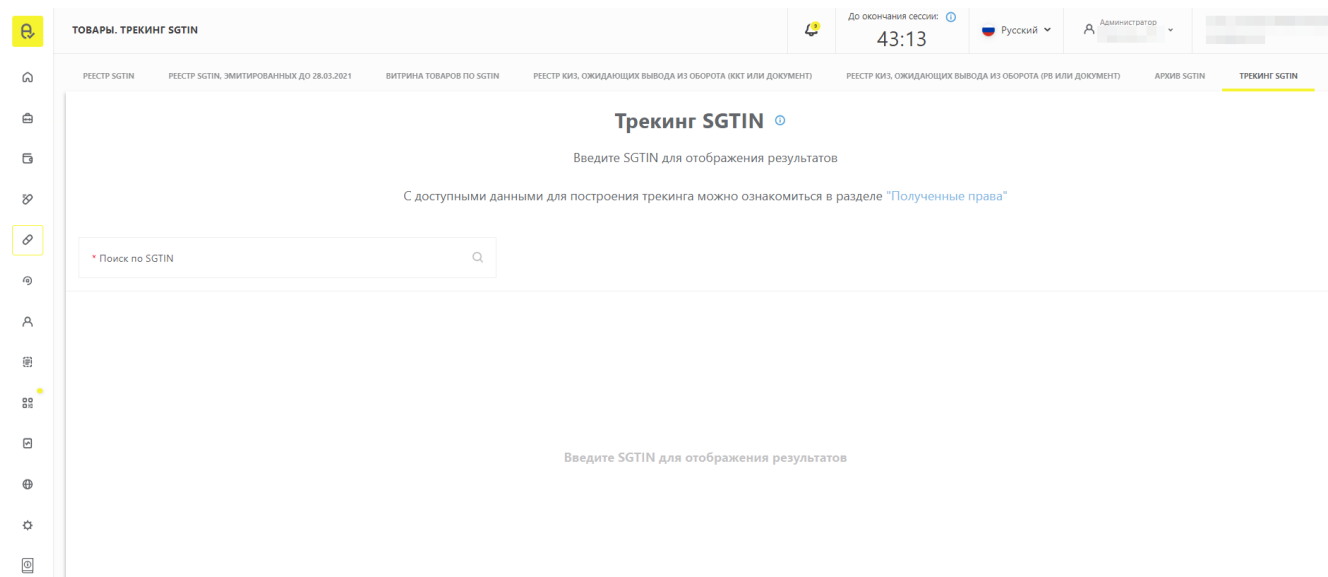 ТОВАРЫ. ТРЕКИНГ SGTIN
3
До окончания сессии:
43:13
Русский
Администратор
РЕЕСТР SGTIN
РЕЕСТР SGTIN, ЭМИТИРОВАННЫХ ДО 28.03.2021
ВИТРИНА ТОВАРОВ ПО SGTIN
РЕЕСТР КИЗ, ОЖИДАЮЩИХ ВЫВОДА ИЗ ОБОРОТА (ККТ ИЛИ ДОКУМЕНТ)
РЕЕСТР КИЗ, ОЖИДАЮЩИХ ВЫВОДА ИЗ ОБОРОТА (РВ ИЛИ ДОКУМЕНТ)
АРХИВ SGTIN
ТРЕКИНГ SGTIN
Трекинг SGTIN
Введите SGTIN для отображения результатов
С доступными данными для построения трекинга можно ознакомиться в разделе "Полученные права"
* Поиск по SGTIN
Введите SGTIN для отображения результатов